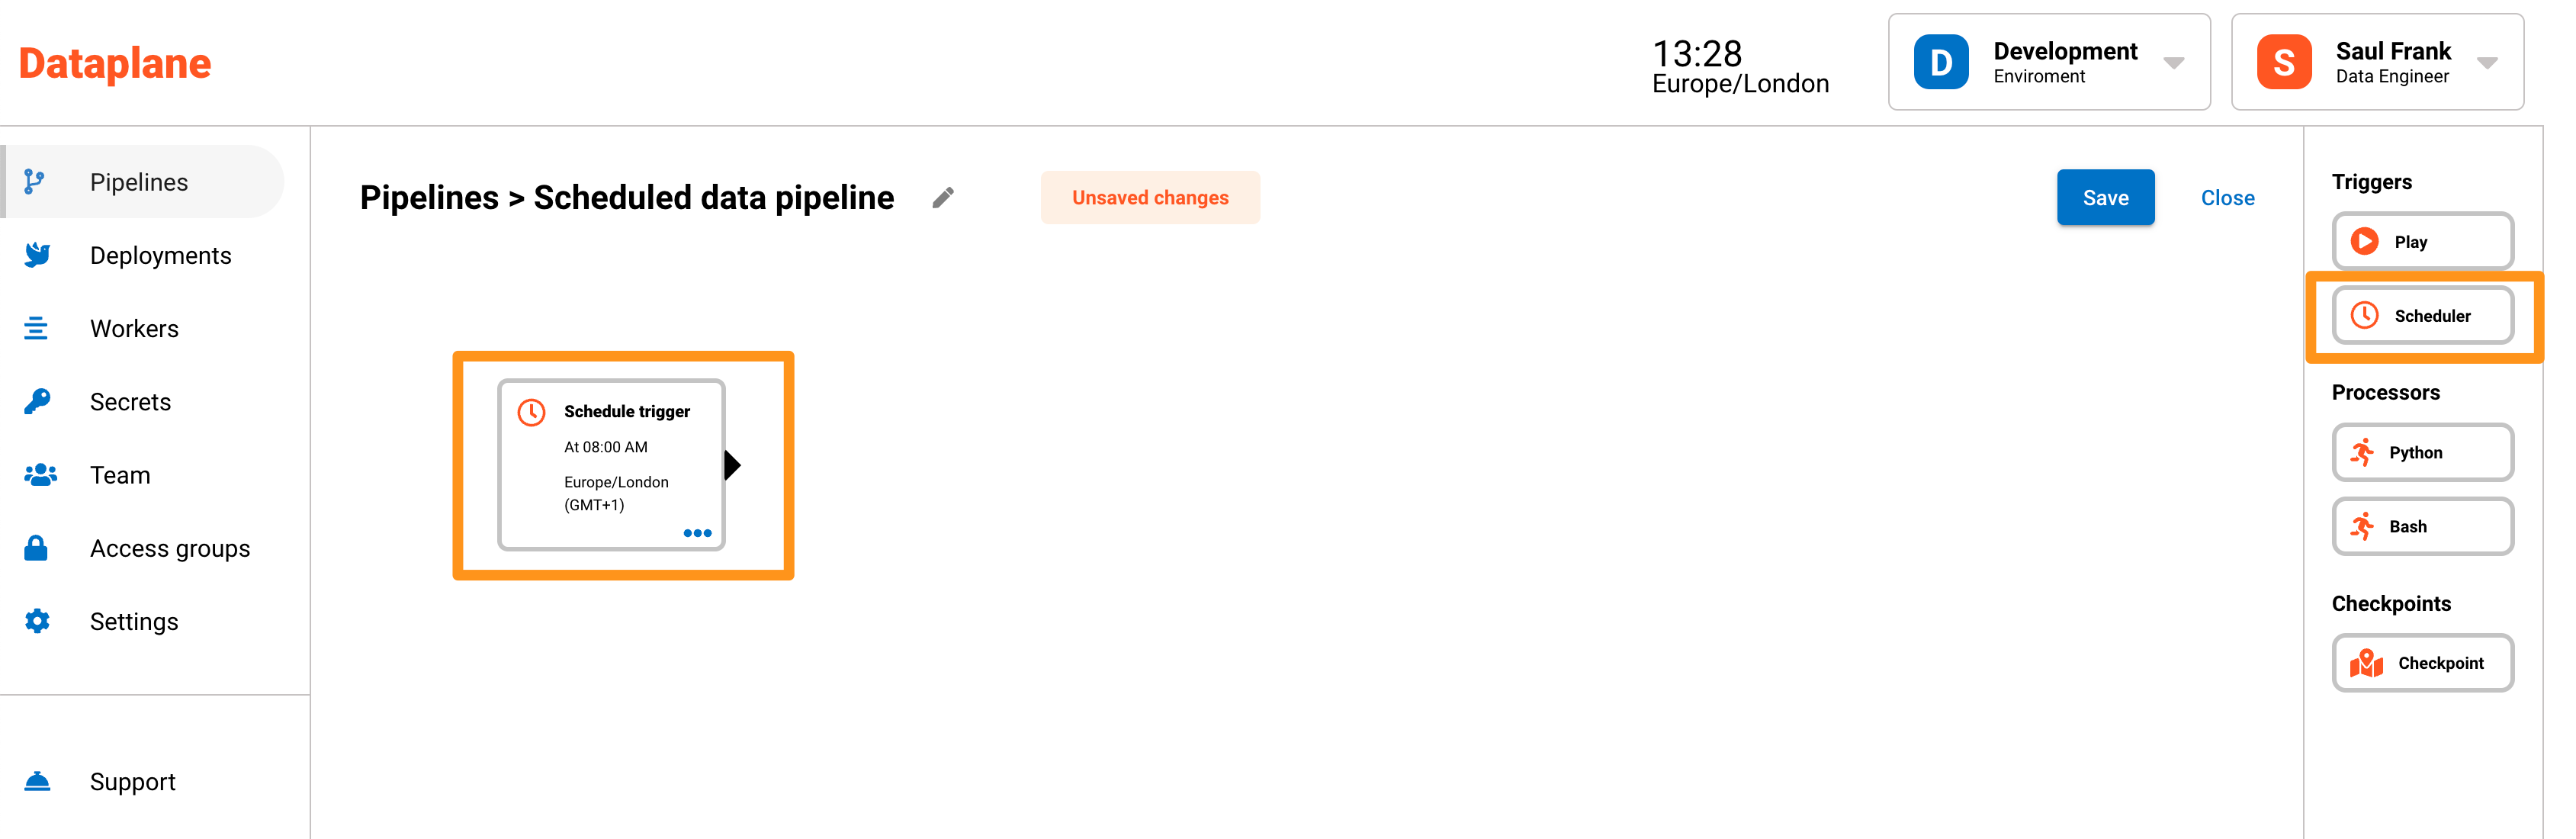 Dataplane
13:28
Europe/London
D
Development
Enviroment
S
Saul Frank
Data Engineer
Pipelines
Deployments
Workers
Secrets
Team
Access groups
Settings
Support
Pipelines > Scheduled data pipeline
Unsaved changes
Save
Close
Schedule trigger
At 08:00 AM
Europe/London
(GMT+1)
Triggers
Play
Scheduler
Processors
Python
Bash
Checkpoints
Checkpoint